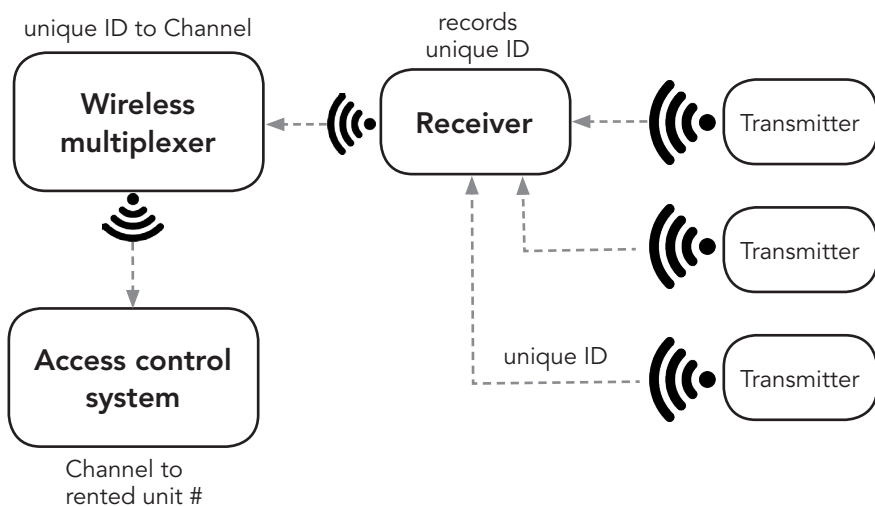 unique ID to Channel
Wireless
multiplexer
records
unique ID
Receiver
Transmitter
Transmitter
unique ID
Transmitter
Access control
system
Channel to
rented unit #